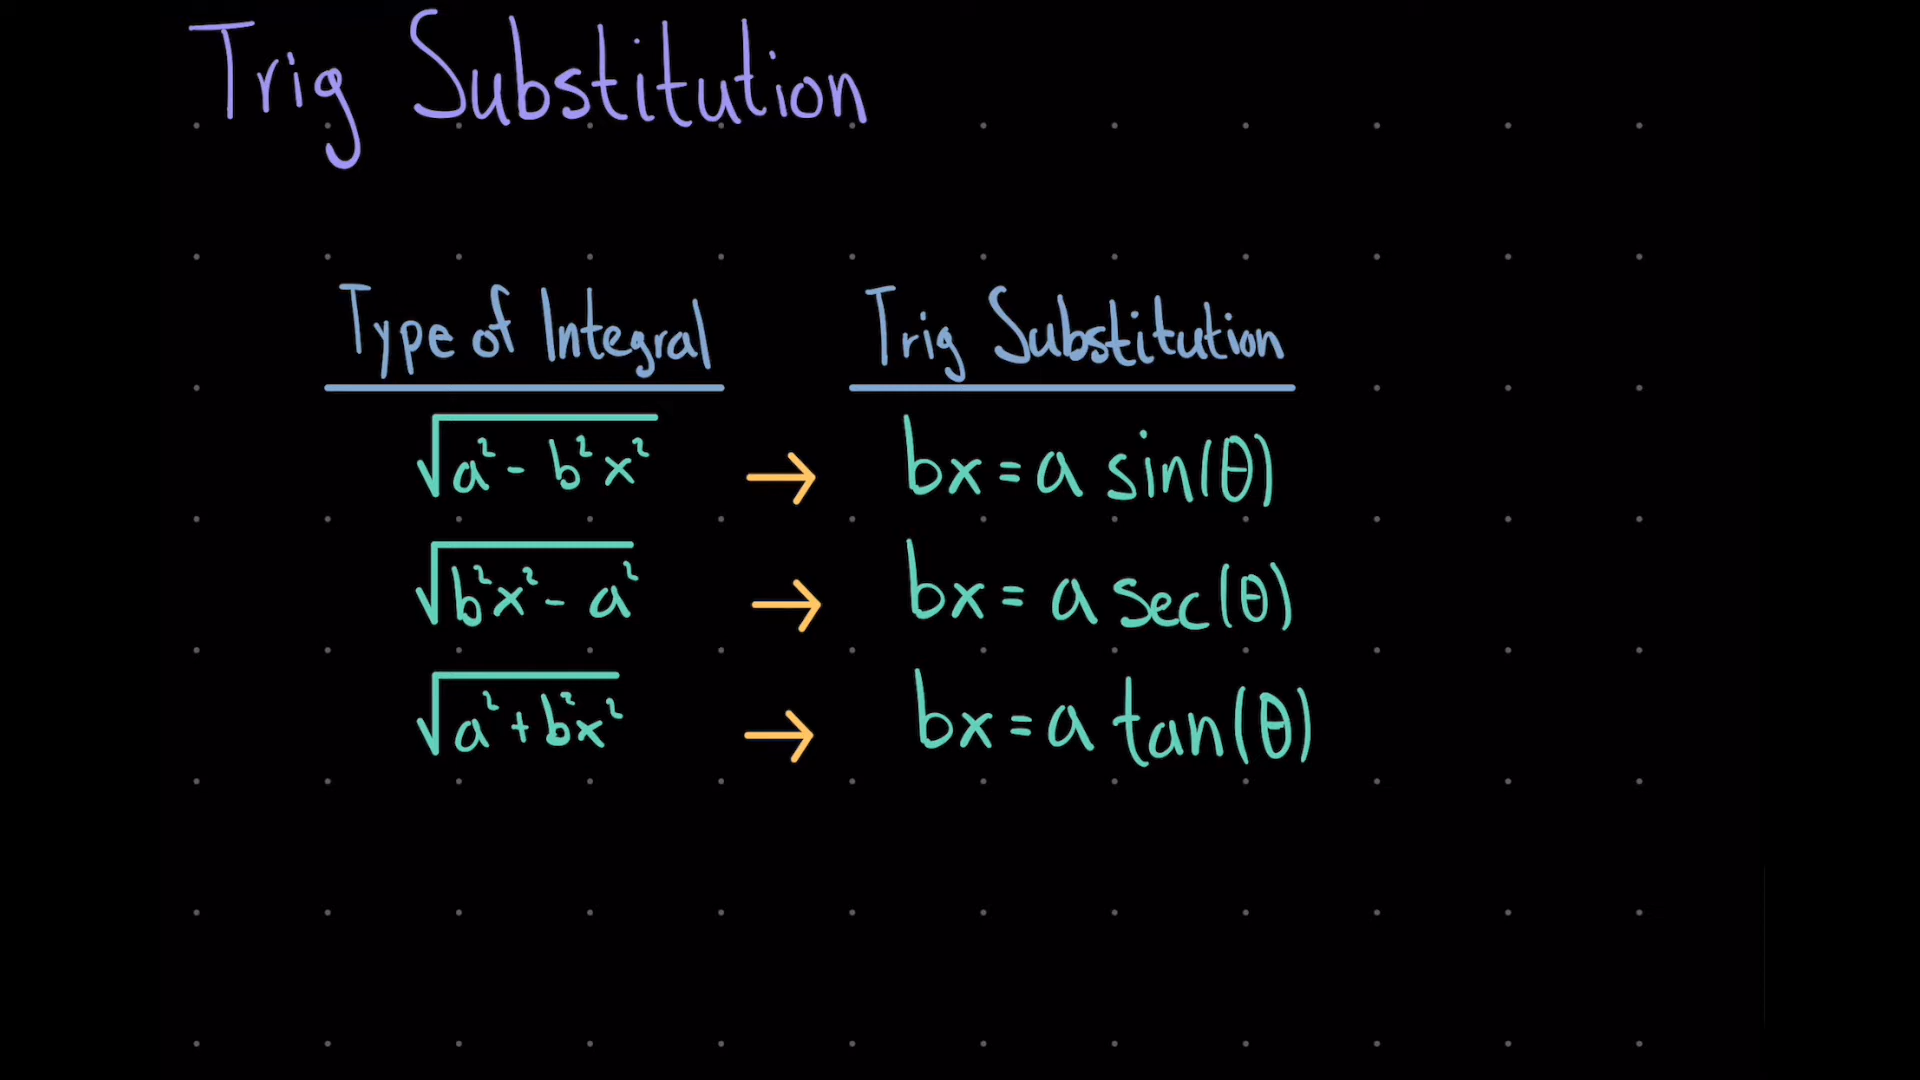 Trig Substitution
Type of Integral Trig Substitution
√a² - b²x² → bx = a sin(θ)
√b²x² - a² → bx = a sec(θ)
√a² + b²x² → bx = a tan(θ)